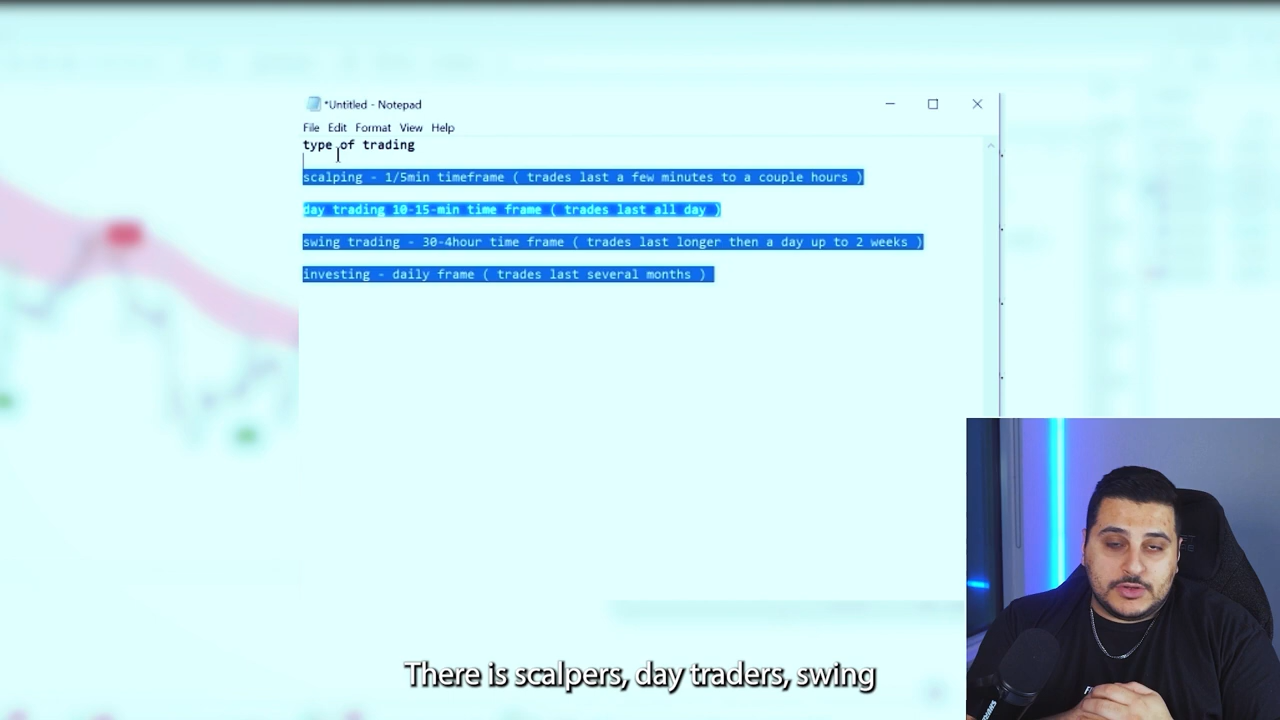 *Untitled - Notepad
File Edit Format View Help
type of trading
scalping - 1/5min timeframe ( trades last a few minutes to a couple hours )
day trading 10-15-min time frame ( trades last all day )
swing trading - 30-4hour time frame ( trades last longer then a day up to 2 weeks )
investing - daily frame ( trades last several months )
There is scalpers, day traders, swing